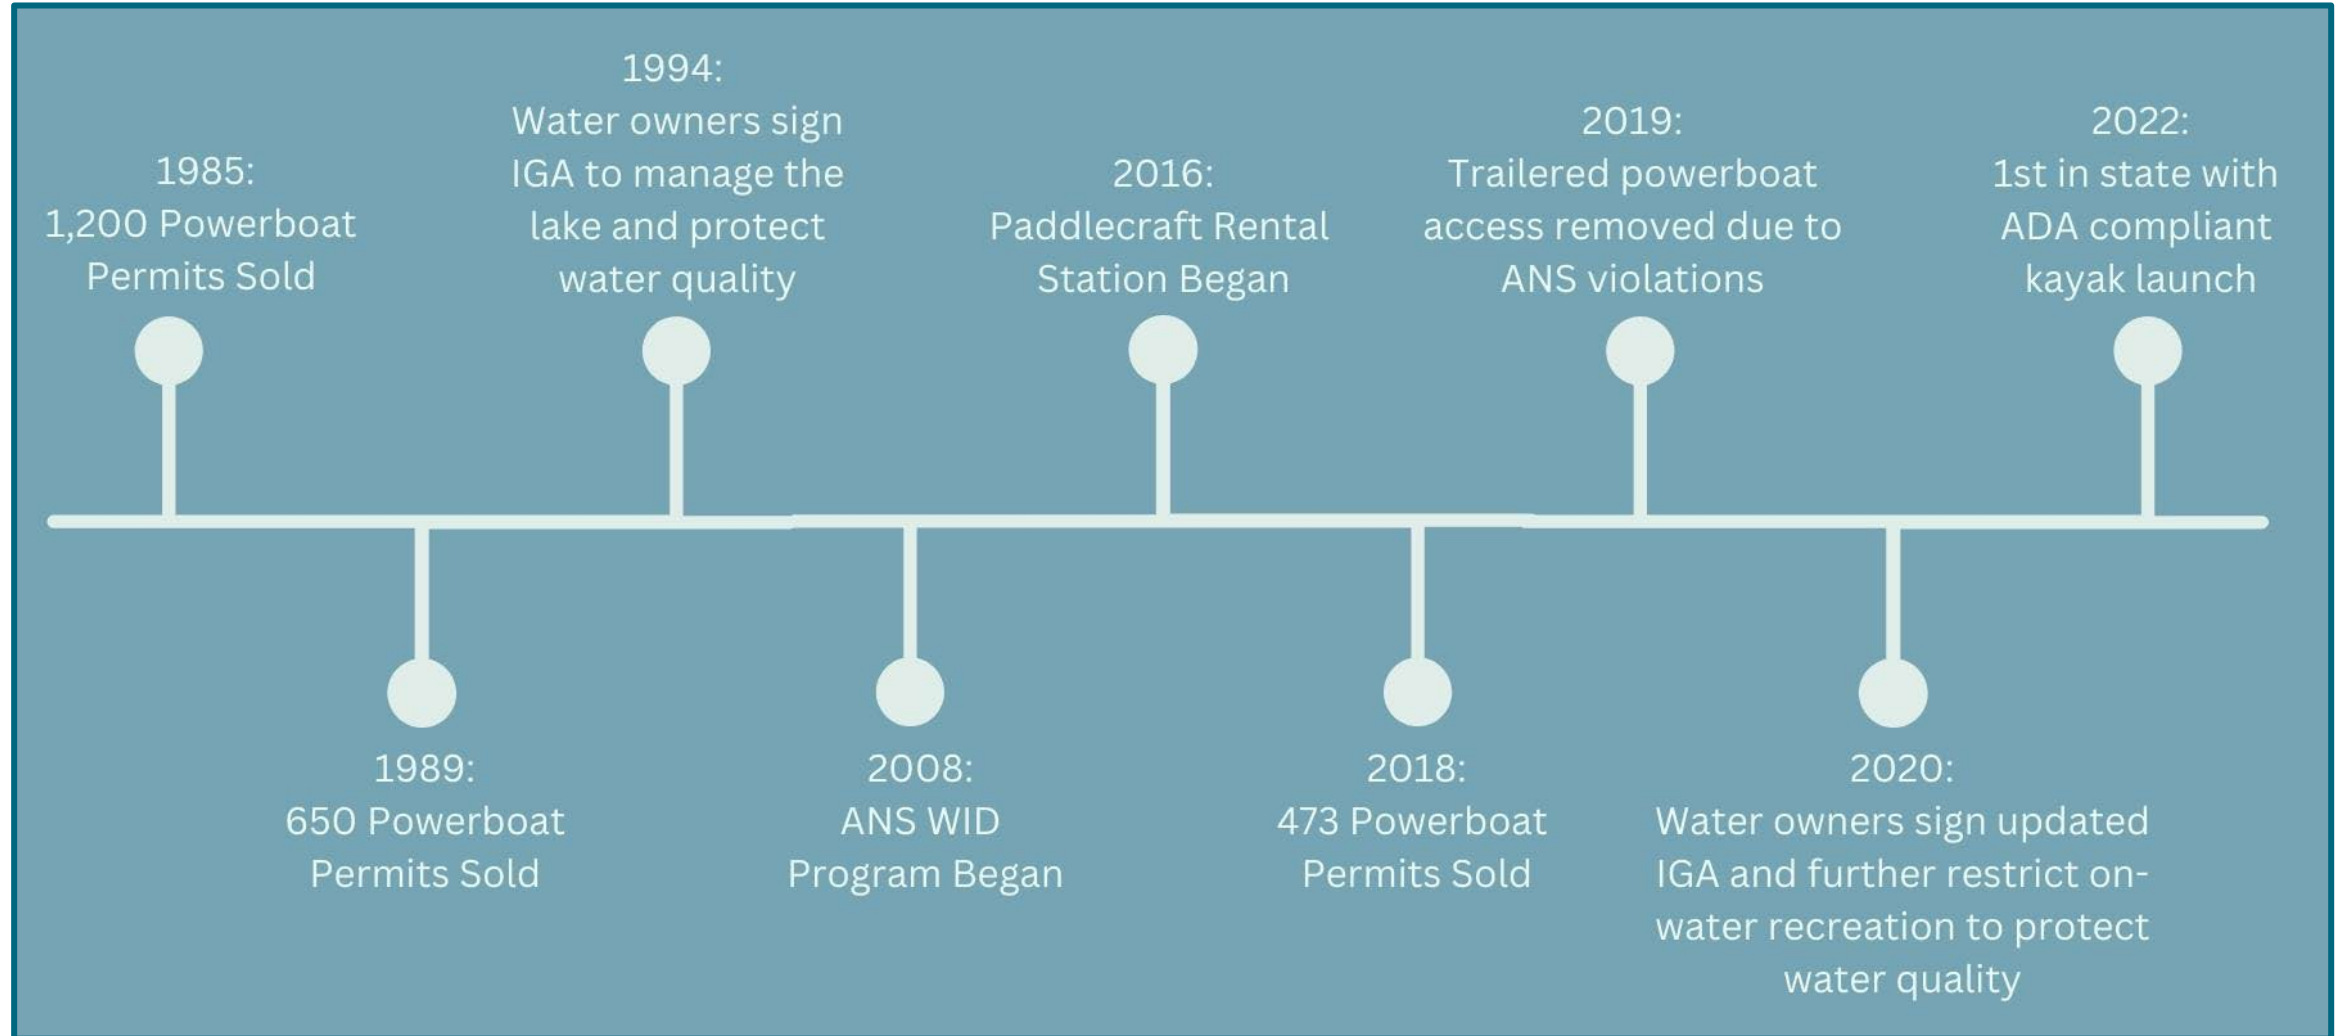 1985:
1,200 Powerboat
Permits Sold
1989:
650 Powerboat
Permits Sold
1994:
Water owners sign
IGA to manage the
lake and protect
water quality
2008:
ANS WID
Program Began
2016:
Paddlecraft Rental
Station Began
2018:
473 Powerboat
Permits Sold
2019:
Trailered powerboat
access removed due to
ANS violations
2020:
Water owners sign updated
IGA and further restrict on-
water recreation to protect
water quality
2022:
1st in state with
ADA compliant
kayak launch